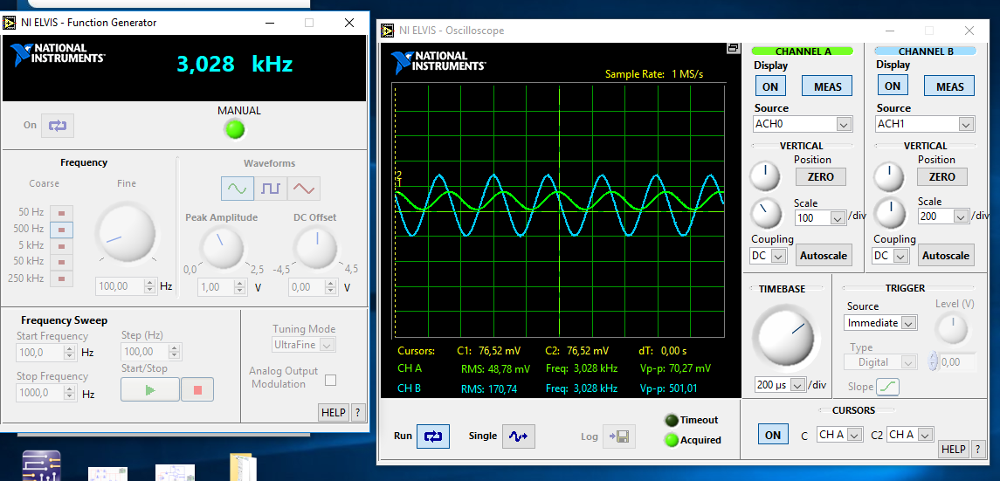 NI ELVIS - Function Generator
NATIONAL
INSTRUMENTS™
3,028 kHz
On
MANUAL
Frequency
Coarse
Fine
50 Hz
500 Hz
5 kHz
50 kHz
250 kHz
100,00 Hz
Waveforms
Peak Amplitude
DC Offset
0,0
2,5
-4,5
4,5
1,00 V
0,00 V
Frequency Sweep
Start Frequency
100,0 Hz
Step (Hz)
100,00
Stop Frequency
1000,0 Hz
Start/Stop
Tuning Mode
UltraFine
Analog Output
Modulation
HELP ?
NI ELVIS - Oscilloscope
NATIONAL
INSTRUMENTS™
Sample Rate: 1 MS/s
2
1
Cursors: C1: 76,52 mV C2: 76,52 mV dT: 0,00 s
CH A RMS: 48,78 mV Freq: 3,028 kHz Vp-p: 70,27 mV
CH B RMS: 170,74 Freq: 3,028 kHz Vp-p: 501,01
Run
Single
Log
Timeout
Acquired
CHANNEL A
Display
ON MEAS
Source
ACH0
VERTICAL
Position
ZERO
Scale
100 /div
Coupling
DC Autoscale
CHANNEL B
Display
ON MEAS
Source
ACH1
VERTICAL
Position
ZERO
Scale
200 /div
Coupling
DC Autoscale
TIMEBASE
200 µs /div
TRIGGER
Source
Immediate
Level (V)
Type
Digital
0,00
Slope
CURSORS
ON C CH A C2 CH A
HELP ?